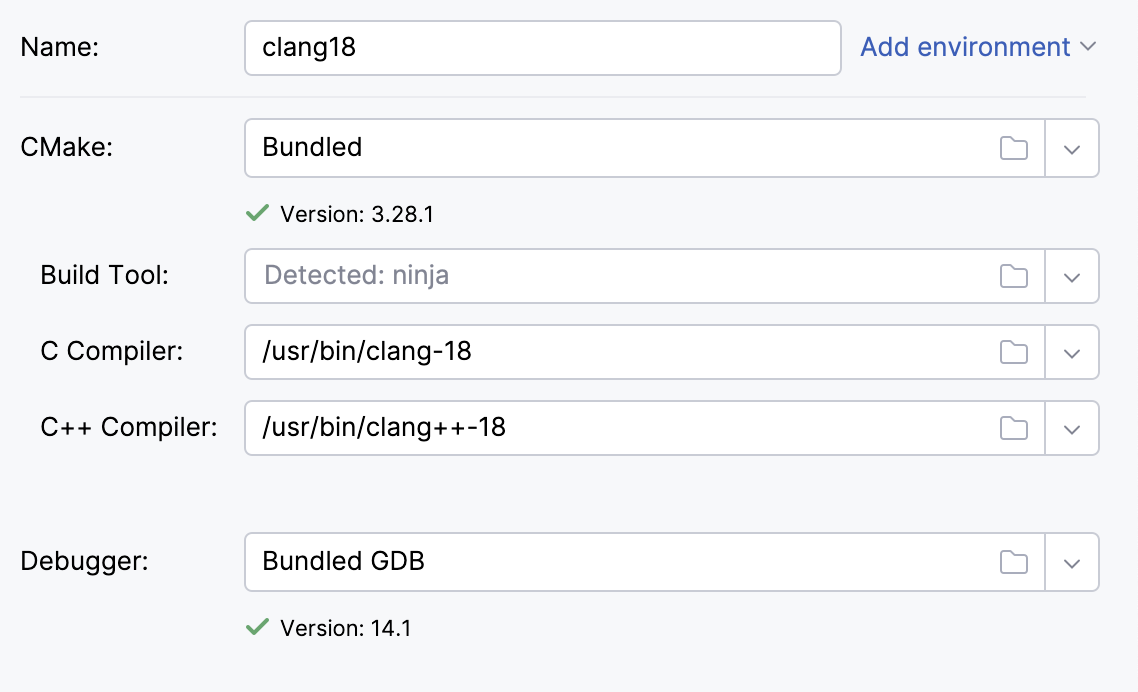 Name: clang18 Add environment
CMake: Bundled
Version: 3.28.1
Build Tool: Detected: ninja
C Compiler: /usr/bin/clang-18
C++ Compiler: /usr/bin/clang++-18
Debugger: Bundled GDB
Version: 14.1